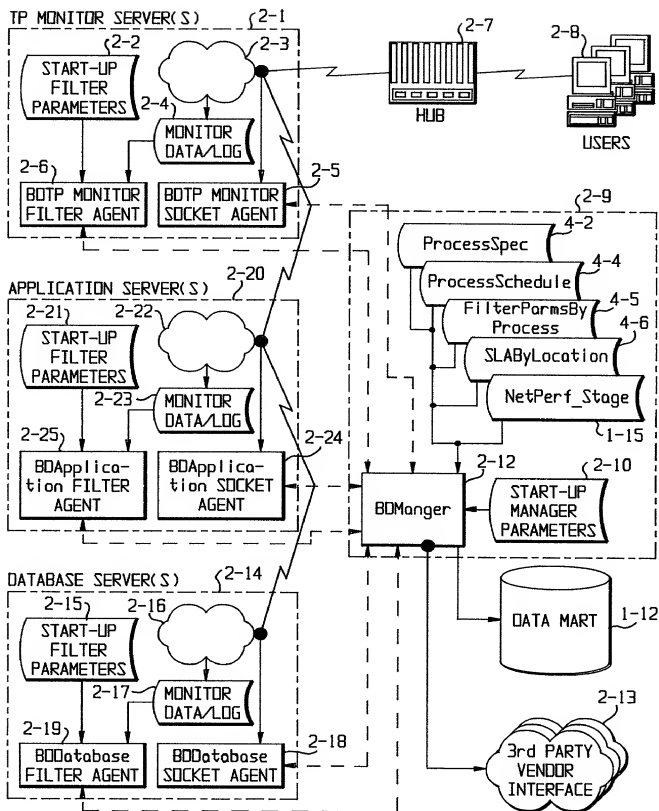 TP MONITOR SERVER(S)
2-1
2-2
2-3
START-UP
FILTER
PARAMETERS
2-4
MONITOR
DATA/LOG
2-6
2-5
BDTP MONITOR
FILTER AGENT
BDTP MONITOR
SOCKET AGENT
2-7
HUB
2-8
USERS
2-9
4-2
ProcessSpec
4-4
ProcessSchedule
4-5
FilterParmsBy
Process
4-6
SLAByLocation
NetPerf_Stage
1-15
2-12
BDManger
2-10
START-UP
MANAGER
PARAMETERS
APPLICATION SERVER(S)
2-20
2-21
2-22
START-UP
FILTER
PARAMETERS
2-23
MONITOR
DATA/LOG
2-25
2-24
BDApplica-
tion FILTER
AGENT
BDApplica-
tion SOCKET
AGENT
DATABASE SERVER(S)
2-14
2-15
2-16
START-UP
FILTER
PARAMETERS
2-17
MONITOR
DATA/LOG
2-19
2-18
BDDatabase
FILTER AGENT
BDDatabase
SOCKET AGENT
DATA MART
1-12
2-13
3rd PARTY
VENDOR
INTERFACE